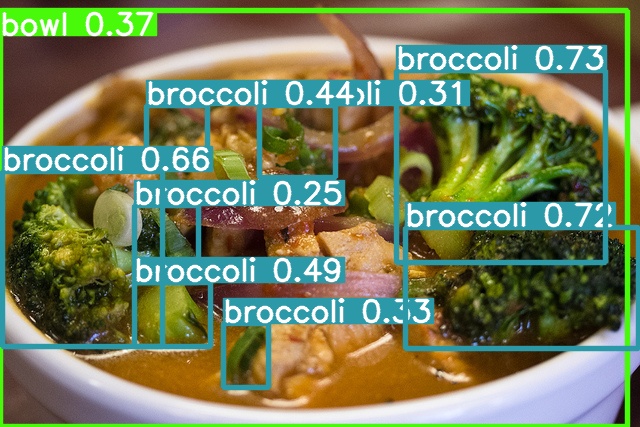 bowl 0.37
broccoli 0.73
broccoli 0.44
oli 0.31
broccoli 0.66
broccoli 0.25
broccoli 0.72
broccoli 0.49
broccoli 0.33